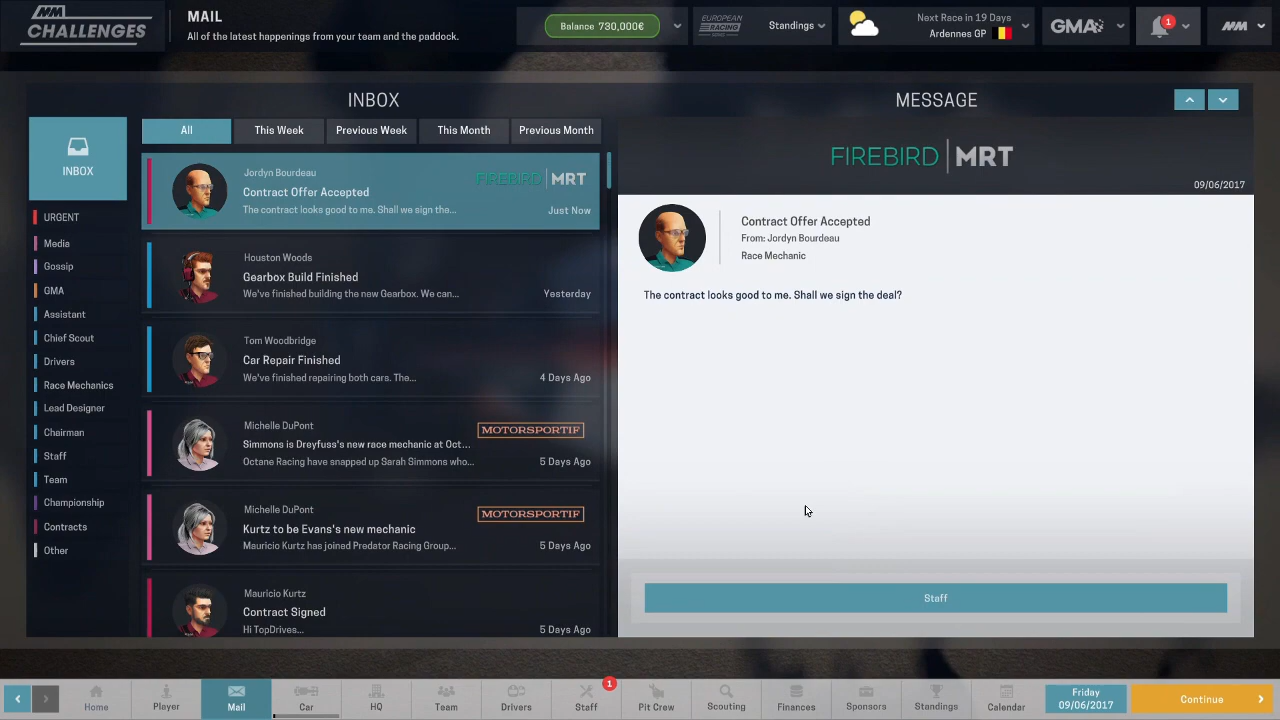 MM
CHALLENGES
MAIL
All of the latest happenings from your team and the paddock.
Balance 730,000€
EUROPEAN
RACING
Standings
Next Race in 19 Days
Ardennes GP
GMA
1
INBOX
MESSAGE
INBOX
All
This Week
Previous Week
This Month
Previous Month
URGENT
Media
Gossip
GMA
Assistant
Chief Scout
Drivers
Race Mechanics
Lead Designer
Chairman
Staff
Team
Championship
Contracts
Other
Jordyn Bourdeau
Contract Offer Accepted
The contract looks good to me. Shall we sign the...
FIREBIRD MRT
Just Now
Houston Woods
Gearbox Build Finished
We've finished building the new Gearbox. We can...
Yesterday
Tom Woodbridge
Car Repair Finished
We've finished repairing both cars. The...
4 Days Ago
Michelle DuPont
Simmons is Dreyfuss's new race mechanic at Oct...
Octane Racing have snapped up Sarah Simmons who...
MOTORSPORTIF
5 Days Ago
Michelle DuPont
Kurtz to be Evans's new mechanic
Mauricio Kurtz has joined Predator Racing Group...
MOTORSPORTIF
5 Days Ago
Mauricio Kurtz
Contract Signed
Hi TopDrives...
5 Days Ago
FIREBIRD MRT
09/06/2017
Contract Offer Accepted
From: Jordyn Bourdeau
Race Mechanic
The contract looks good to me. Shall we sign the deal?
Staff
Home
Player
Mail
Car
HQ
Team
Drivers
1
Staff
Pit Crew
Scouting
Finances
Sponsors
Standings
Calendar
Friday
09/06/2017
Continue